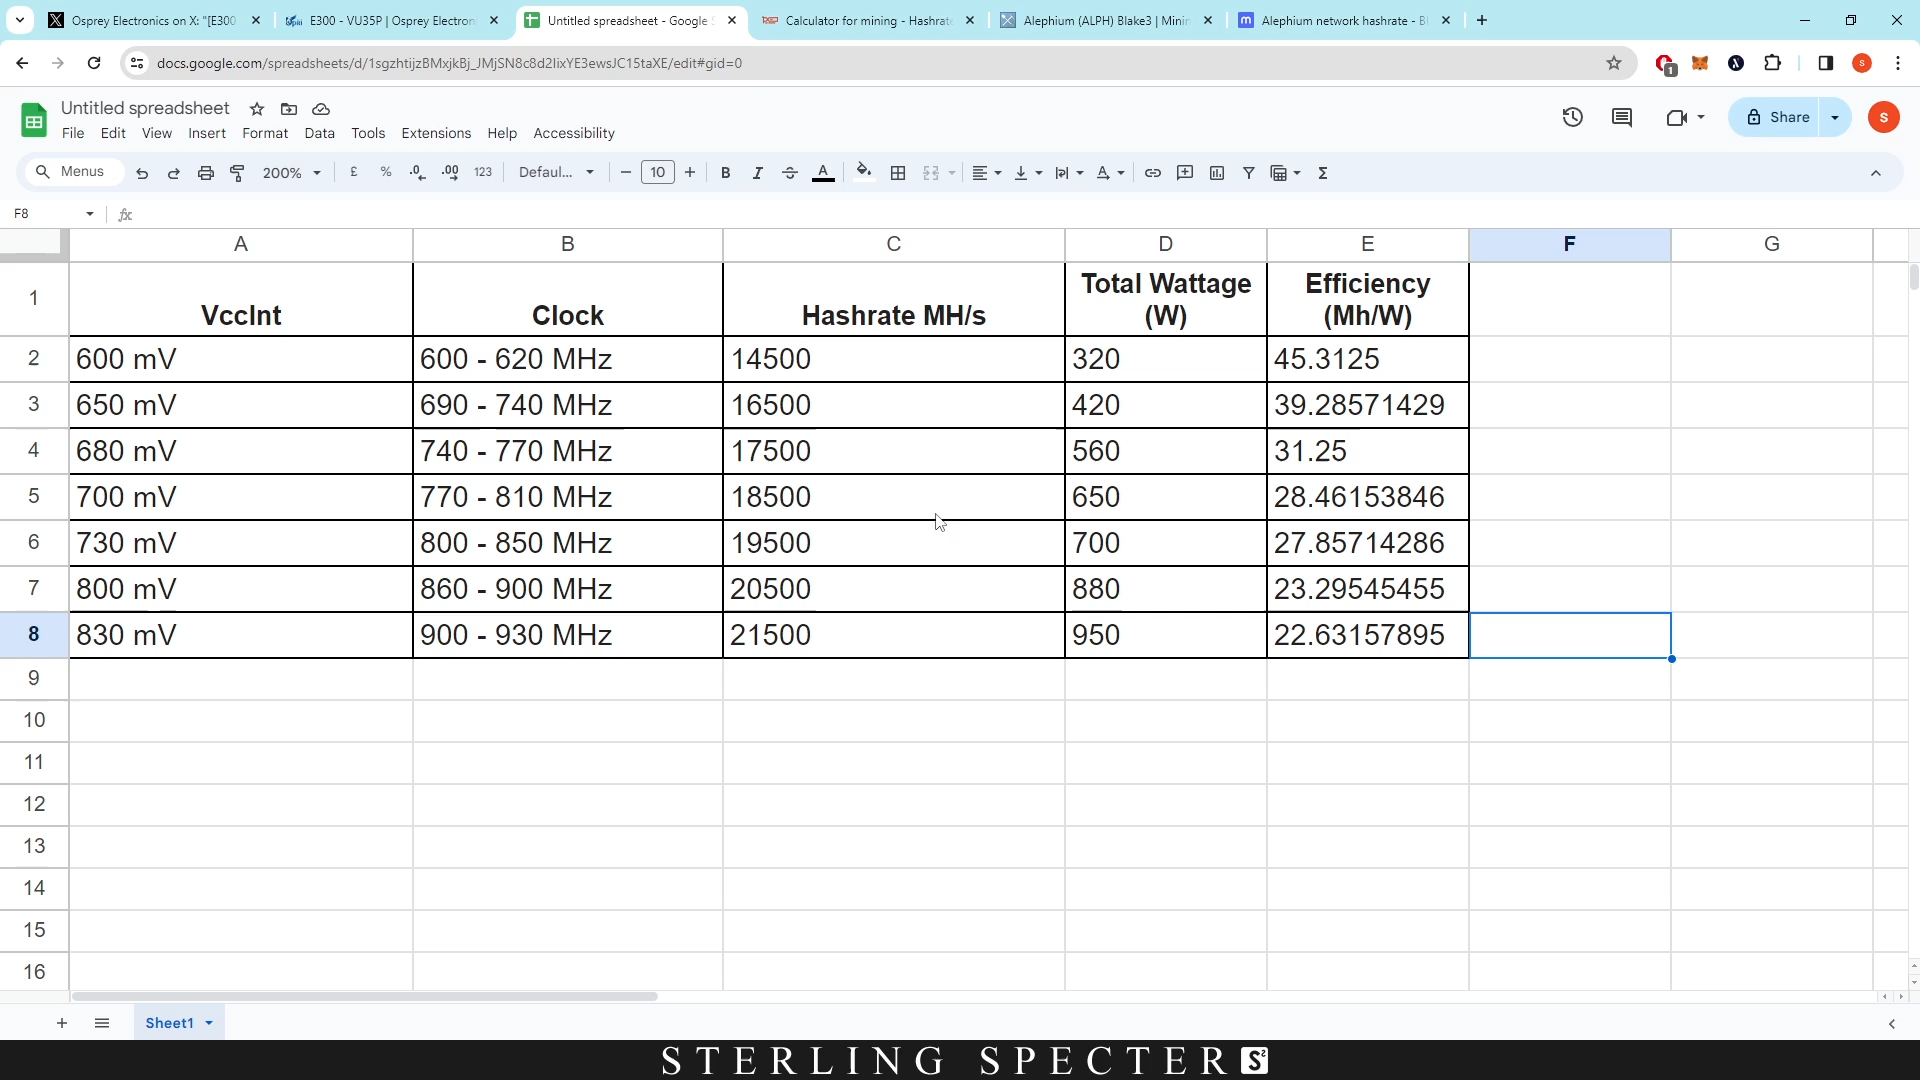 Osprey Electronics on X: "[E300
E300 - VU35P | Osprey Electron
Untitled spreadsheet - Google S
Calculator for mining - Hashrate
Alephium (ALPH) Blake3 | Minin
Alephium network hashrate - Bl
docs.google.com/spreadsheets/d/1sgzhtijzBMxjkBj_JMjSN8c8d2lixYE3ewsJC15taXE/edit#gid=0
1
S
Untitled spreadsheet
File Edit View Insert Format Data Tools Extensions Help Accessibility
Share
S
Menus
200%
£ % .0 .00 123
Defaul...
10
B I A
F8
fx
A B C D E F G
1 VccInt Clock Hashrate MH/s Total Wattage (W) Efficiency (Mh/W)
2 600 mV 600 - 620 MHz 14500 320 45.3125
3 650 mV 690 - 740 MHz 16500 420 39.28571429
4 680 mV 740 - 770 MHz 17500 560 31.25
5 700 mV 770 - 810 MHz 18500 650 28.46153846
6 730 mV 800 - 850 MHz 19500 700 27.85714286
7 800 mV 860 - 900 MHz 20500 880 23.29545455
8 830 mV 900 - 930 MHz 21500 950 22.63157895
9
10
11
12
13
14
15
16
Sheet1
STERLING SPECTER S²